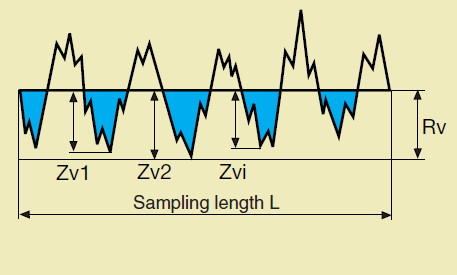 Rv
Zv1 Zv2 Zvi
Sampling length L